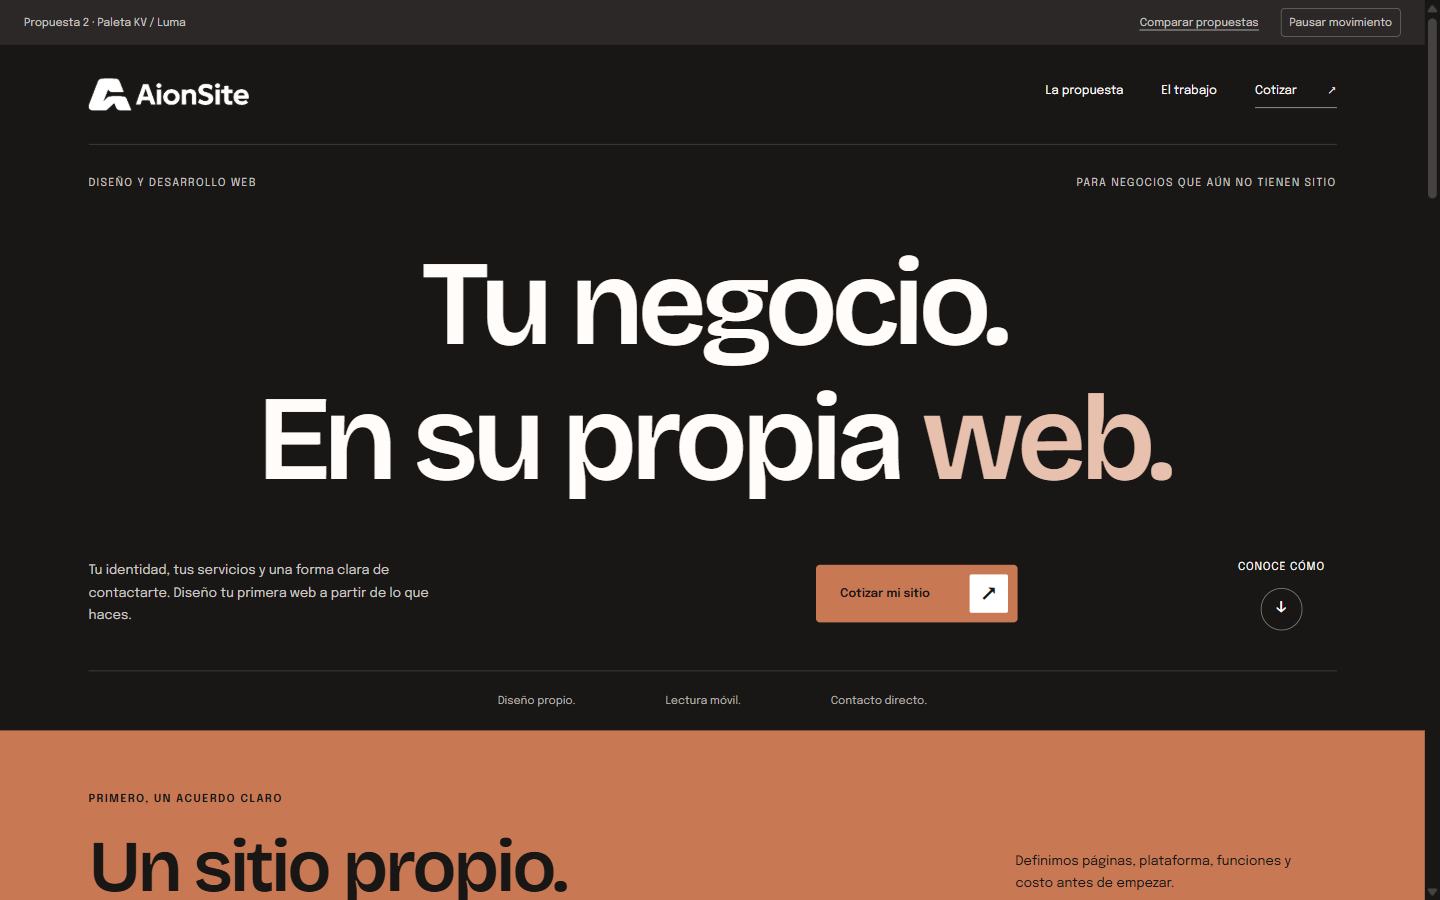 Propuesta 2 · Paleta KV / Luma
Comparar propuestas
Pausar movimiento
AionSite
La propuesta
El trabajo
Cotizar ↗
DISEÑO Y DESARROLLO WEB
PARA NEGOCIOS QUE AÚN NO TIENEN SITIO
Tu negocio.
En su propia web.
Tu identidad, tus servicios y una forma clara de
contactarte. Diseño tu primera web a partir de lo que
haces.
Cotizar mi sitio ↗
CONOCE CÓMO
↓
Diseño propio.
Lectura móvil.
Contacto directo.
PRIMERO, UN ACUERDO CLARO
Un sitio propio.
Definimos páginas, plataforma, funciones y
costo antes de empezar.